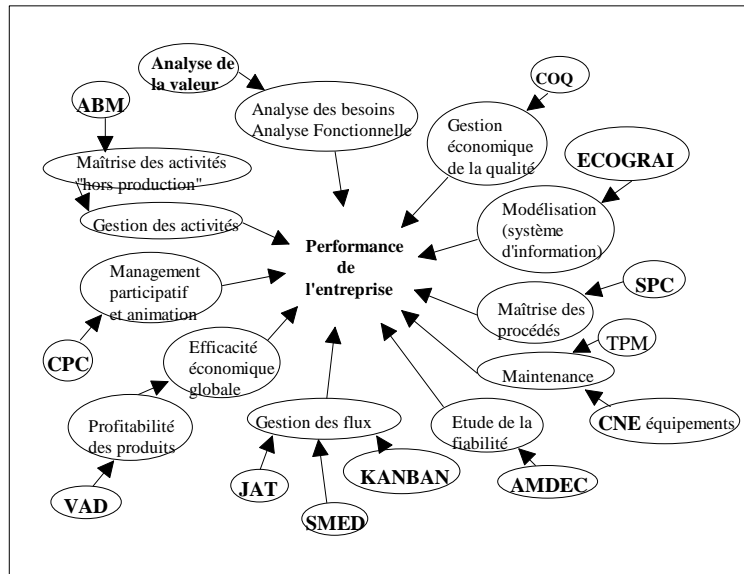 Analyse de
la valeur
COQ
ABM
Analyse des besoins
Analyse Fonctionnelle
Gestion
économique
de la qualité
ECOGRAI
Maîtrise des activités
"hors production"
Modélisation
(système
d'information)
Gestion des activités
Performance
de
l'entreprise
Management
participatif
et animation
SPC
Maîtrise des
procédés
TPM
CPC
Efficacité
économique
globale
Maintenance
Profitabilité
des produits
Gestion des flux
Etude de la
fiabilité
CNE équipements
VAD
JAT
KANBAN
AMDEC
SMED